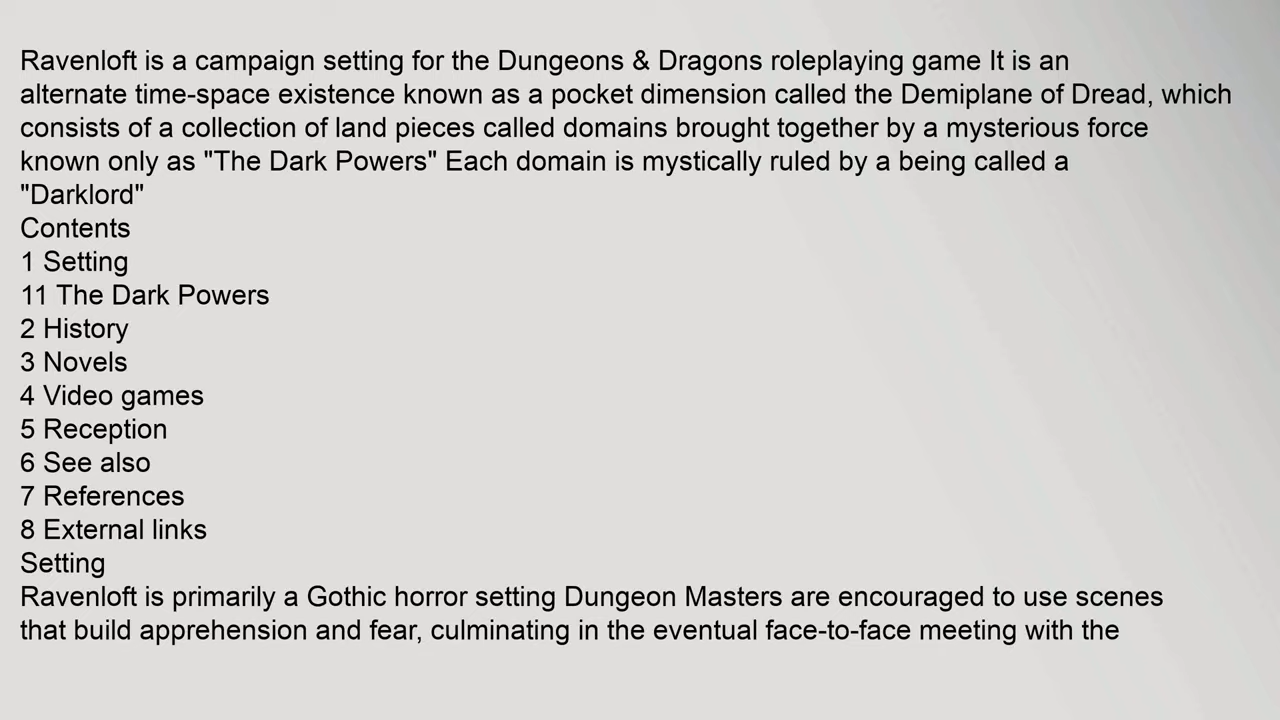 Ravenloft is a campaign setting for the Dungeons & Dragons roleplaying game It is an
alternate time-space existence known as a pocket dimension called the Demiplane of Dread, which
consists of a collection of land pieces called domains brought together by a mysterious force
known only as "The Dark Powers" Each domain is mystically ruled by a being called a
"Darklord"
Contents
1 Setting
11 The Dark Powers
2 History
3 Novels
4 Video games
5 Reception
6 See also
7 References
8 External links
Setting
Ravenloft is primarily a Gothic horror setting Dungeon Masters are encouraged to use scenes
that build apprehension and fear, culminating in the eventual face-to-face meeting with the